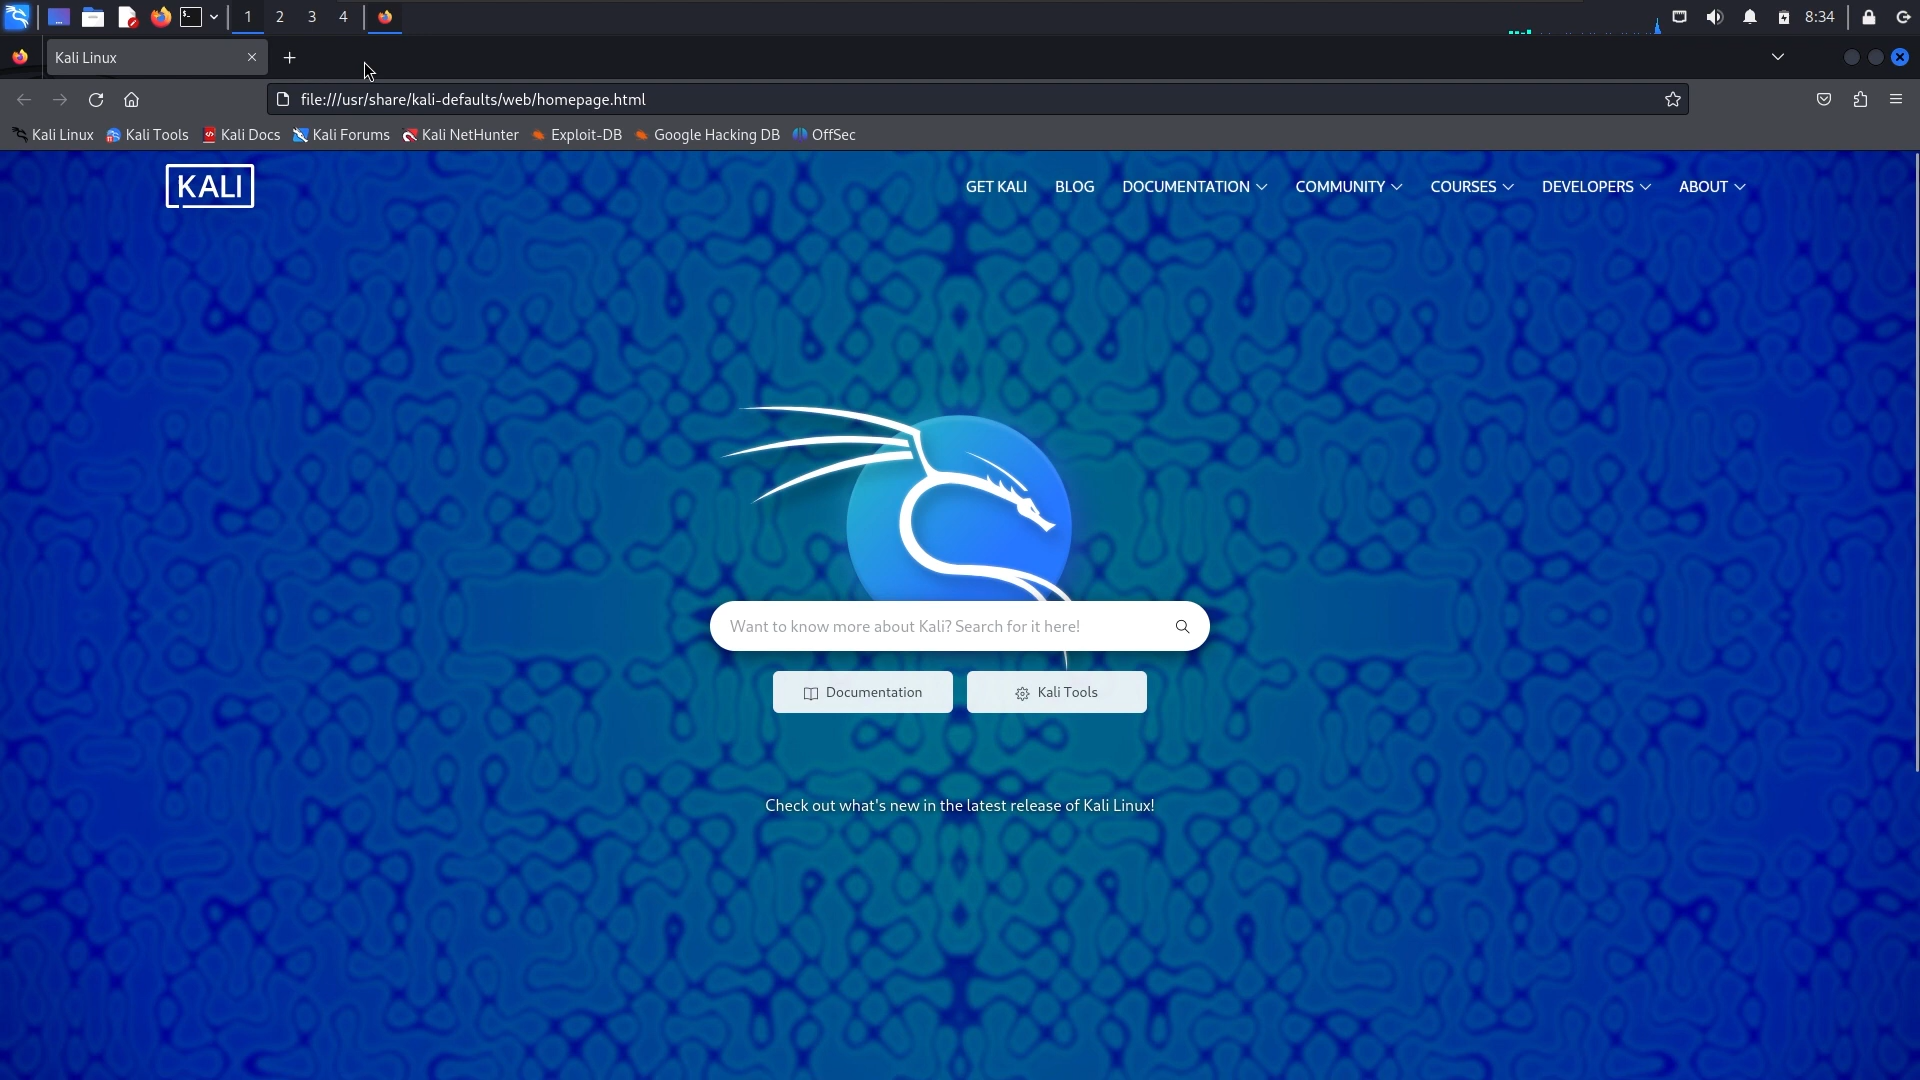 1 2 3 4 8:34
Kali Linux
file:///usr/share/kali-defaults/web/homepage.html
Kali Linux Kali Tools Kali Docs Kali Forums Kali NetHunter Exploit-DB Google Hacking DB OffSec
KALI GET KALI BLOG DOCUMENTATION COMMUNITY COURSES DEVELOPERS ABOUT
Want to know more about Kali? Search for it here!
Documentation Kali Tools
Check out what's new in the latest release of Kali Linux!